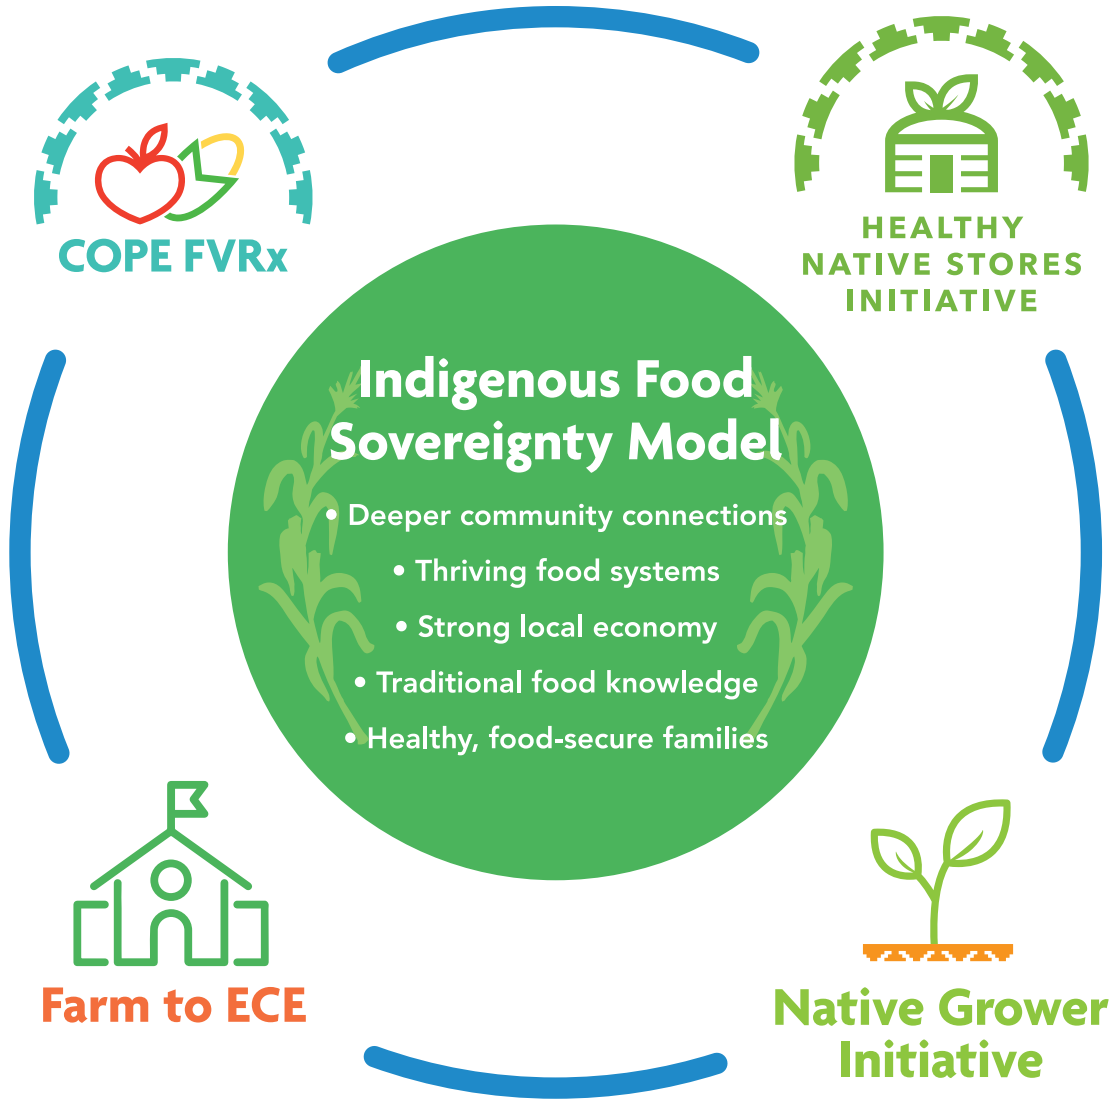 COPE FVRx
HEALTHY
NATIVE STORES
INITIATIVE
Indigenous Food
Sovereignty Model
• Deeper community connections
• Thriving food systems
• Strong local economy
• Traditional food knowledge
• Healthy, food-secure families
Farm to ECE
Native Grower
Initiative